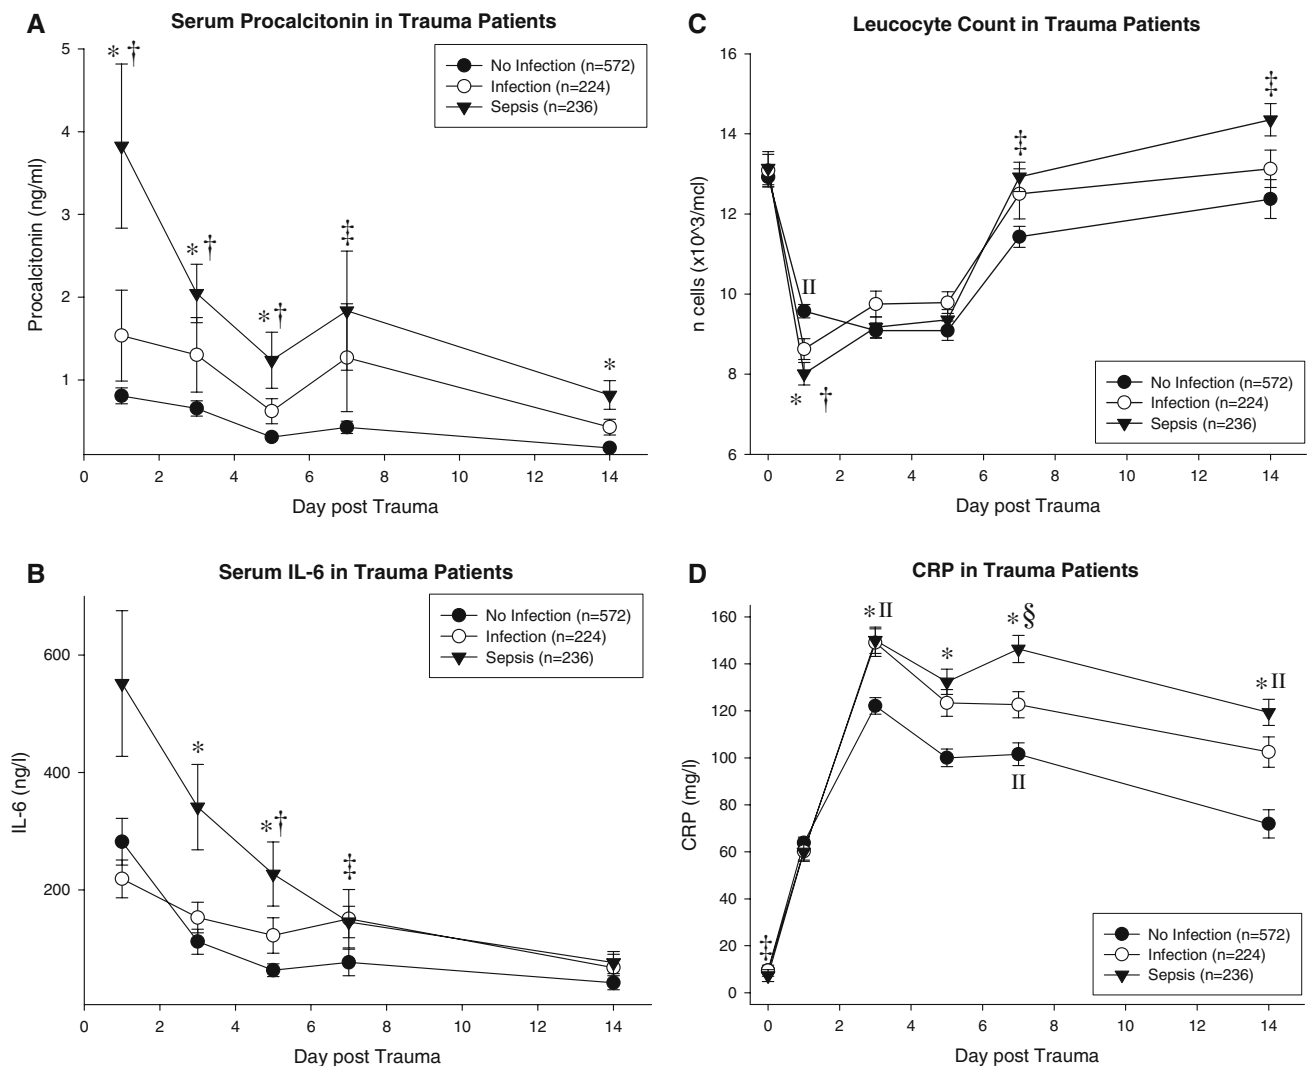 A
Serum Procalcitonin in Trauma Patients
No Infection (n=572)
Infection (n=224)
Sepsis (n=236)
* †
* †
* †
‡
*
Procalcitonin (ng/ml)
5
4
3
2
1
0 2 4 6 8 10 12 14
Day post Trauma
B
Serum IL-6 in Trauma Patients
No Infection (n=572)
Infection (n=224)
Sepsis (n=236)
*
* †
‡
IL-6 (ng/l)
600
400
200
0 2 4 6 8 10 12 14
Day post Trauma
C
Leucocyte Count in Trauma Patients
‡
‡
II
* †
No Infection (n=572)
Infection (n=224)
Sepsis (n=236)
n cells (x10^3/mcl)
16
14
12
10
8
6
0 2 4 6 8 10 12 14
Day post Trauma
D
CRP in Trauma Patients
* II
*
* §
* II
II
‡
No Infection (n=572)
Infection (n=224)
Sepsis (n=236)
CRP (mg/l)
160
140
120
100
80
60
40
20
0
0 2 4 6 8 10 12 14
Day post Trauma